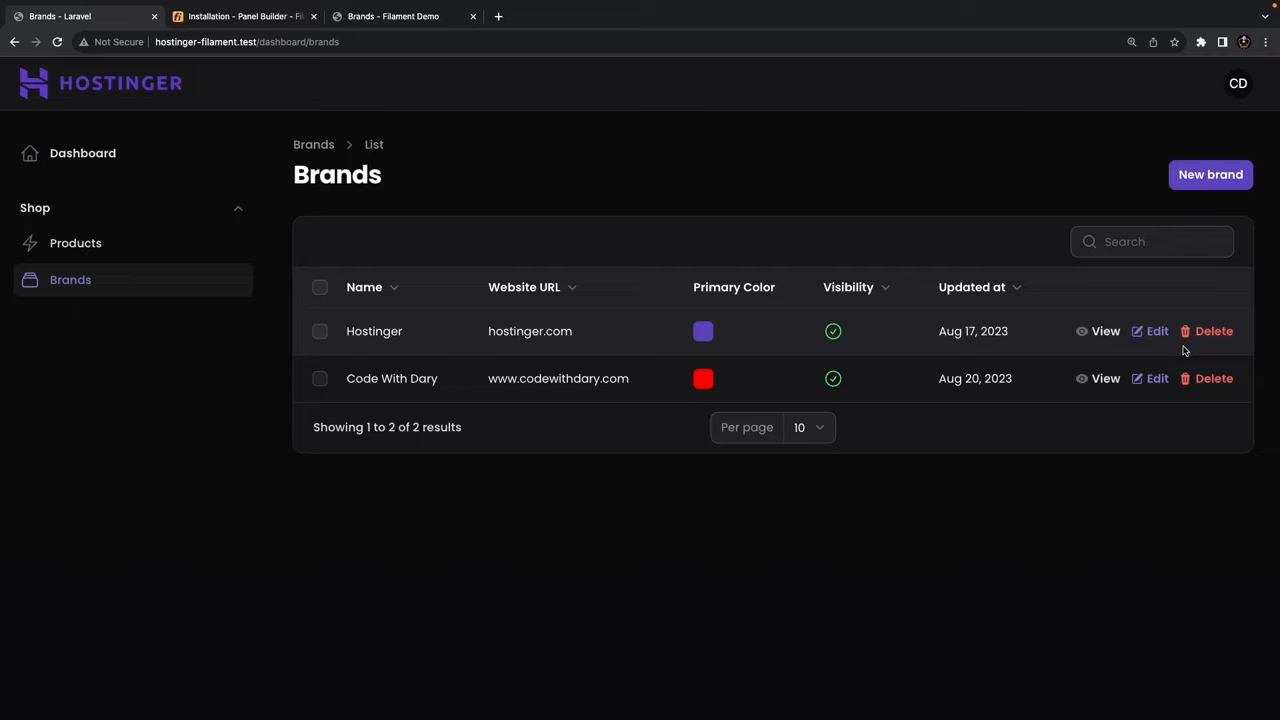 Brands - Laravel
Installation - Panel Builder - Fi
Brands - Filament Demo
Not Secure
hostinger-filament.test/dashboard/brands
HOSTINGER
CD
Dashboard
Shop
Products
Brands
Brands List
Brands
New brand
Search
Name Website URL Primary Color Visibility Updated at
Hostinger hostinger.com Aug 17, 2023 View Edit Delete
Code With Dary www.codewithdary.com Aug 20, 2023 View Edit Delete
Showing 1 to 2 of 2 results
Per page 10